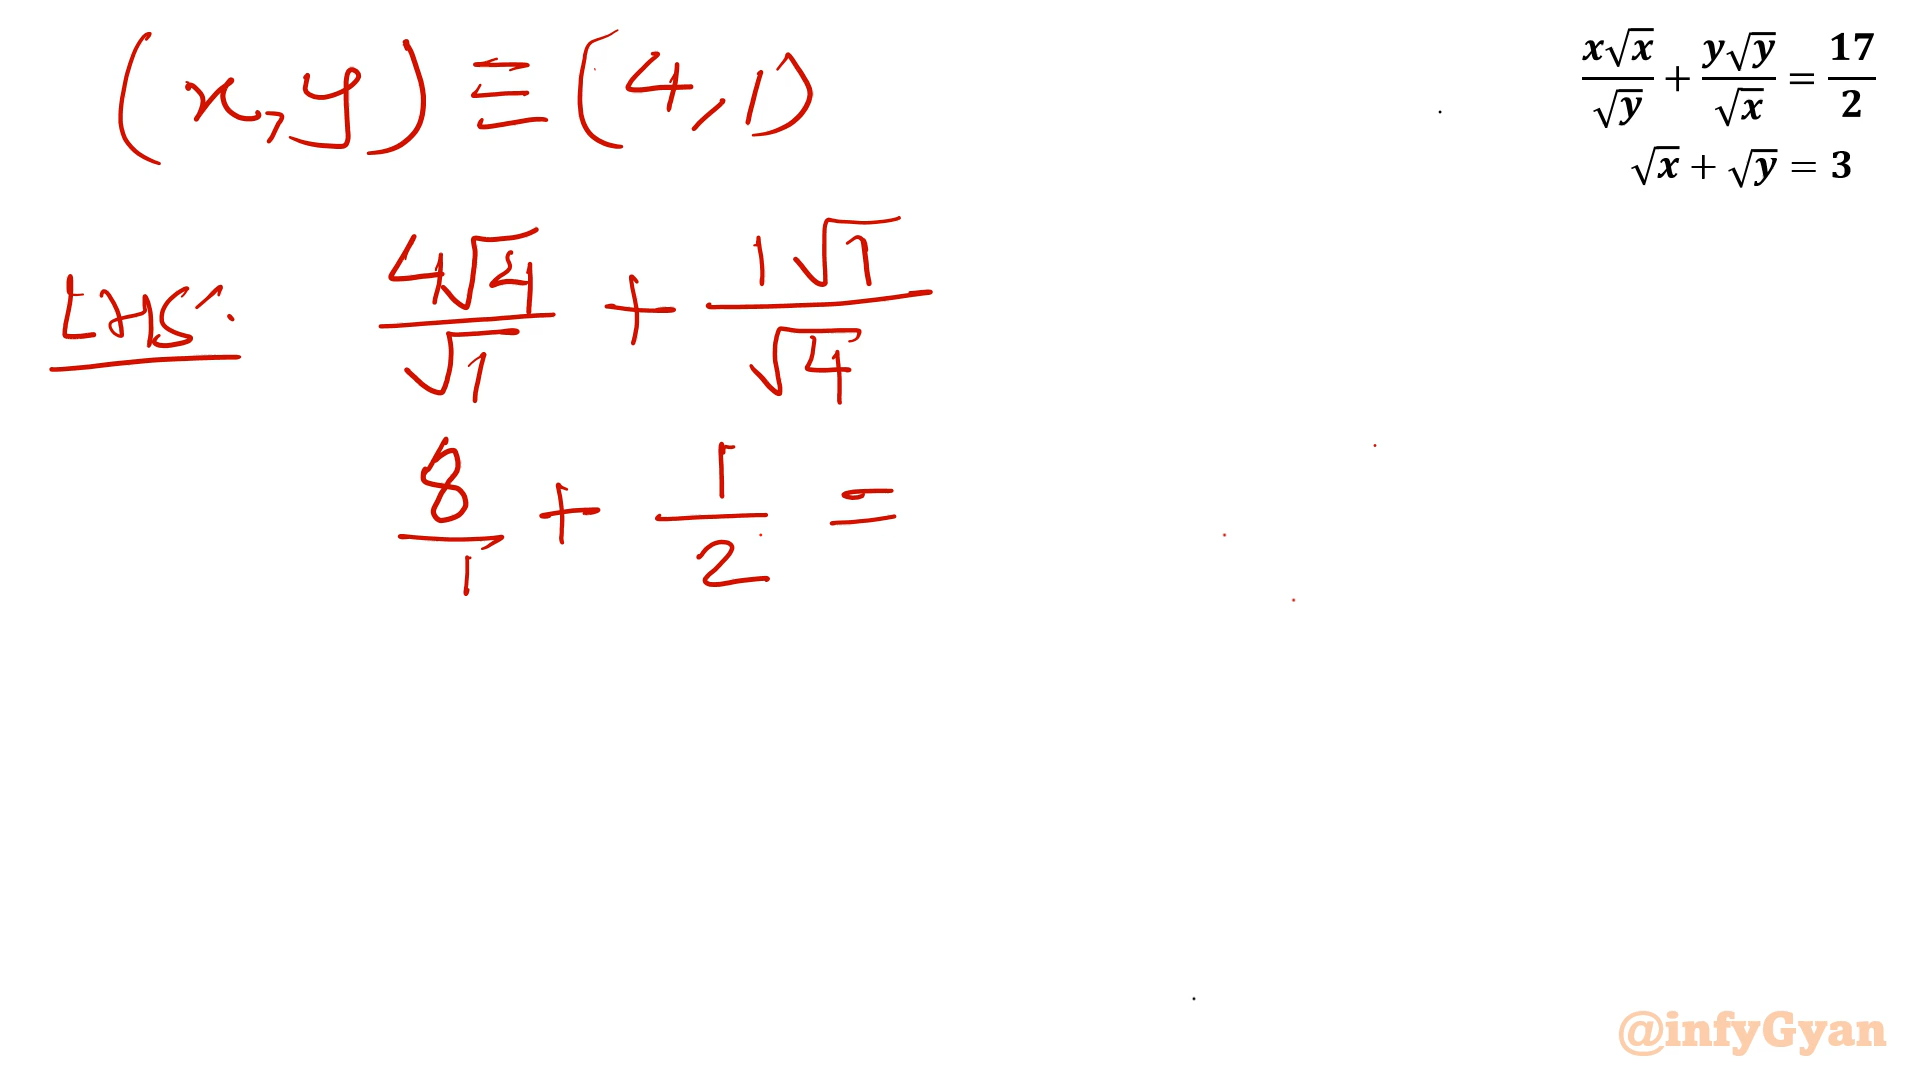 (x, y) ≡ (4, 1)
x√x/√y + y√y/√x = 17/2
√x + √y = 3
LHS: 4√4/√1 + 1√1/√4
8/1 + 1/2 =
@infyGyan